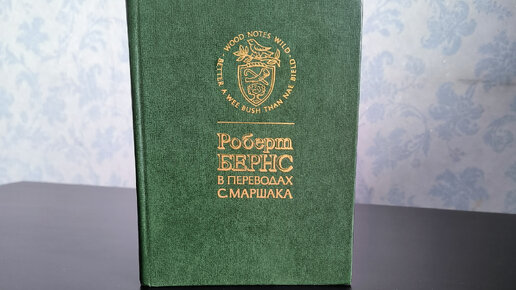 WOOD NOTES WILD
BETTER A WEE BUSH THAN NAE BIELD
Роберт
БЕРНС
В ПЕРЕВОДАХ
С. МАРШАКА